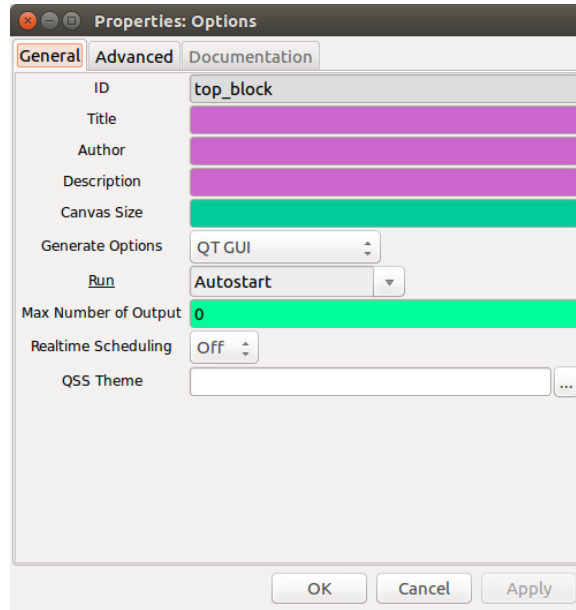 Properties: Options
General Advanced Documentation
ID top_block
Title
Author
Description
Canvas Size
Generate Options QT GUI
Run Autostart
Max Number of Output 0
Realtime Scheduling Off
QSS Theme ...
OK Cancel Apply